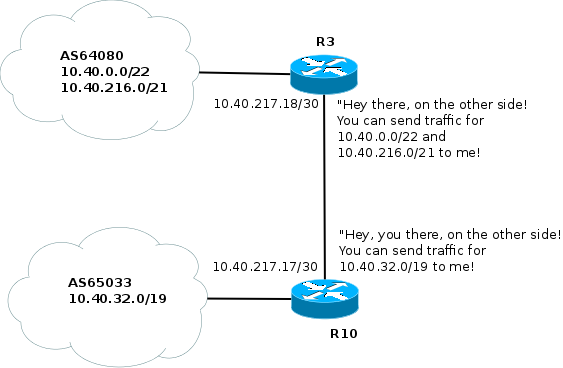 AS64080
10.40.0.0/22
10.40.216.0/21
R3
10.40.217.18/30
"Hey there, on the other side!
You can send traffic for
10.40.0.0/22 and
10.40.216.0/21 to me!
"Hey, you there, on the other side!
You can send traffic for
10.40.32.0/19 to me!
10.40.217.17/30
AS65033
10.40.32.0/19
R10